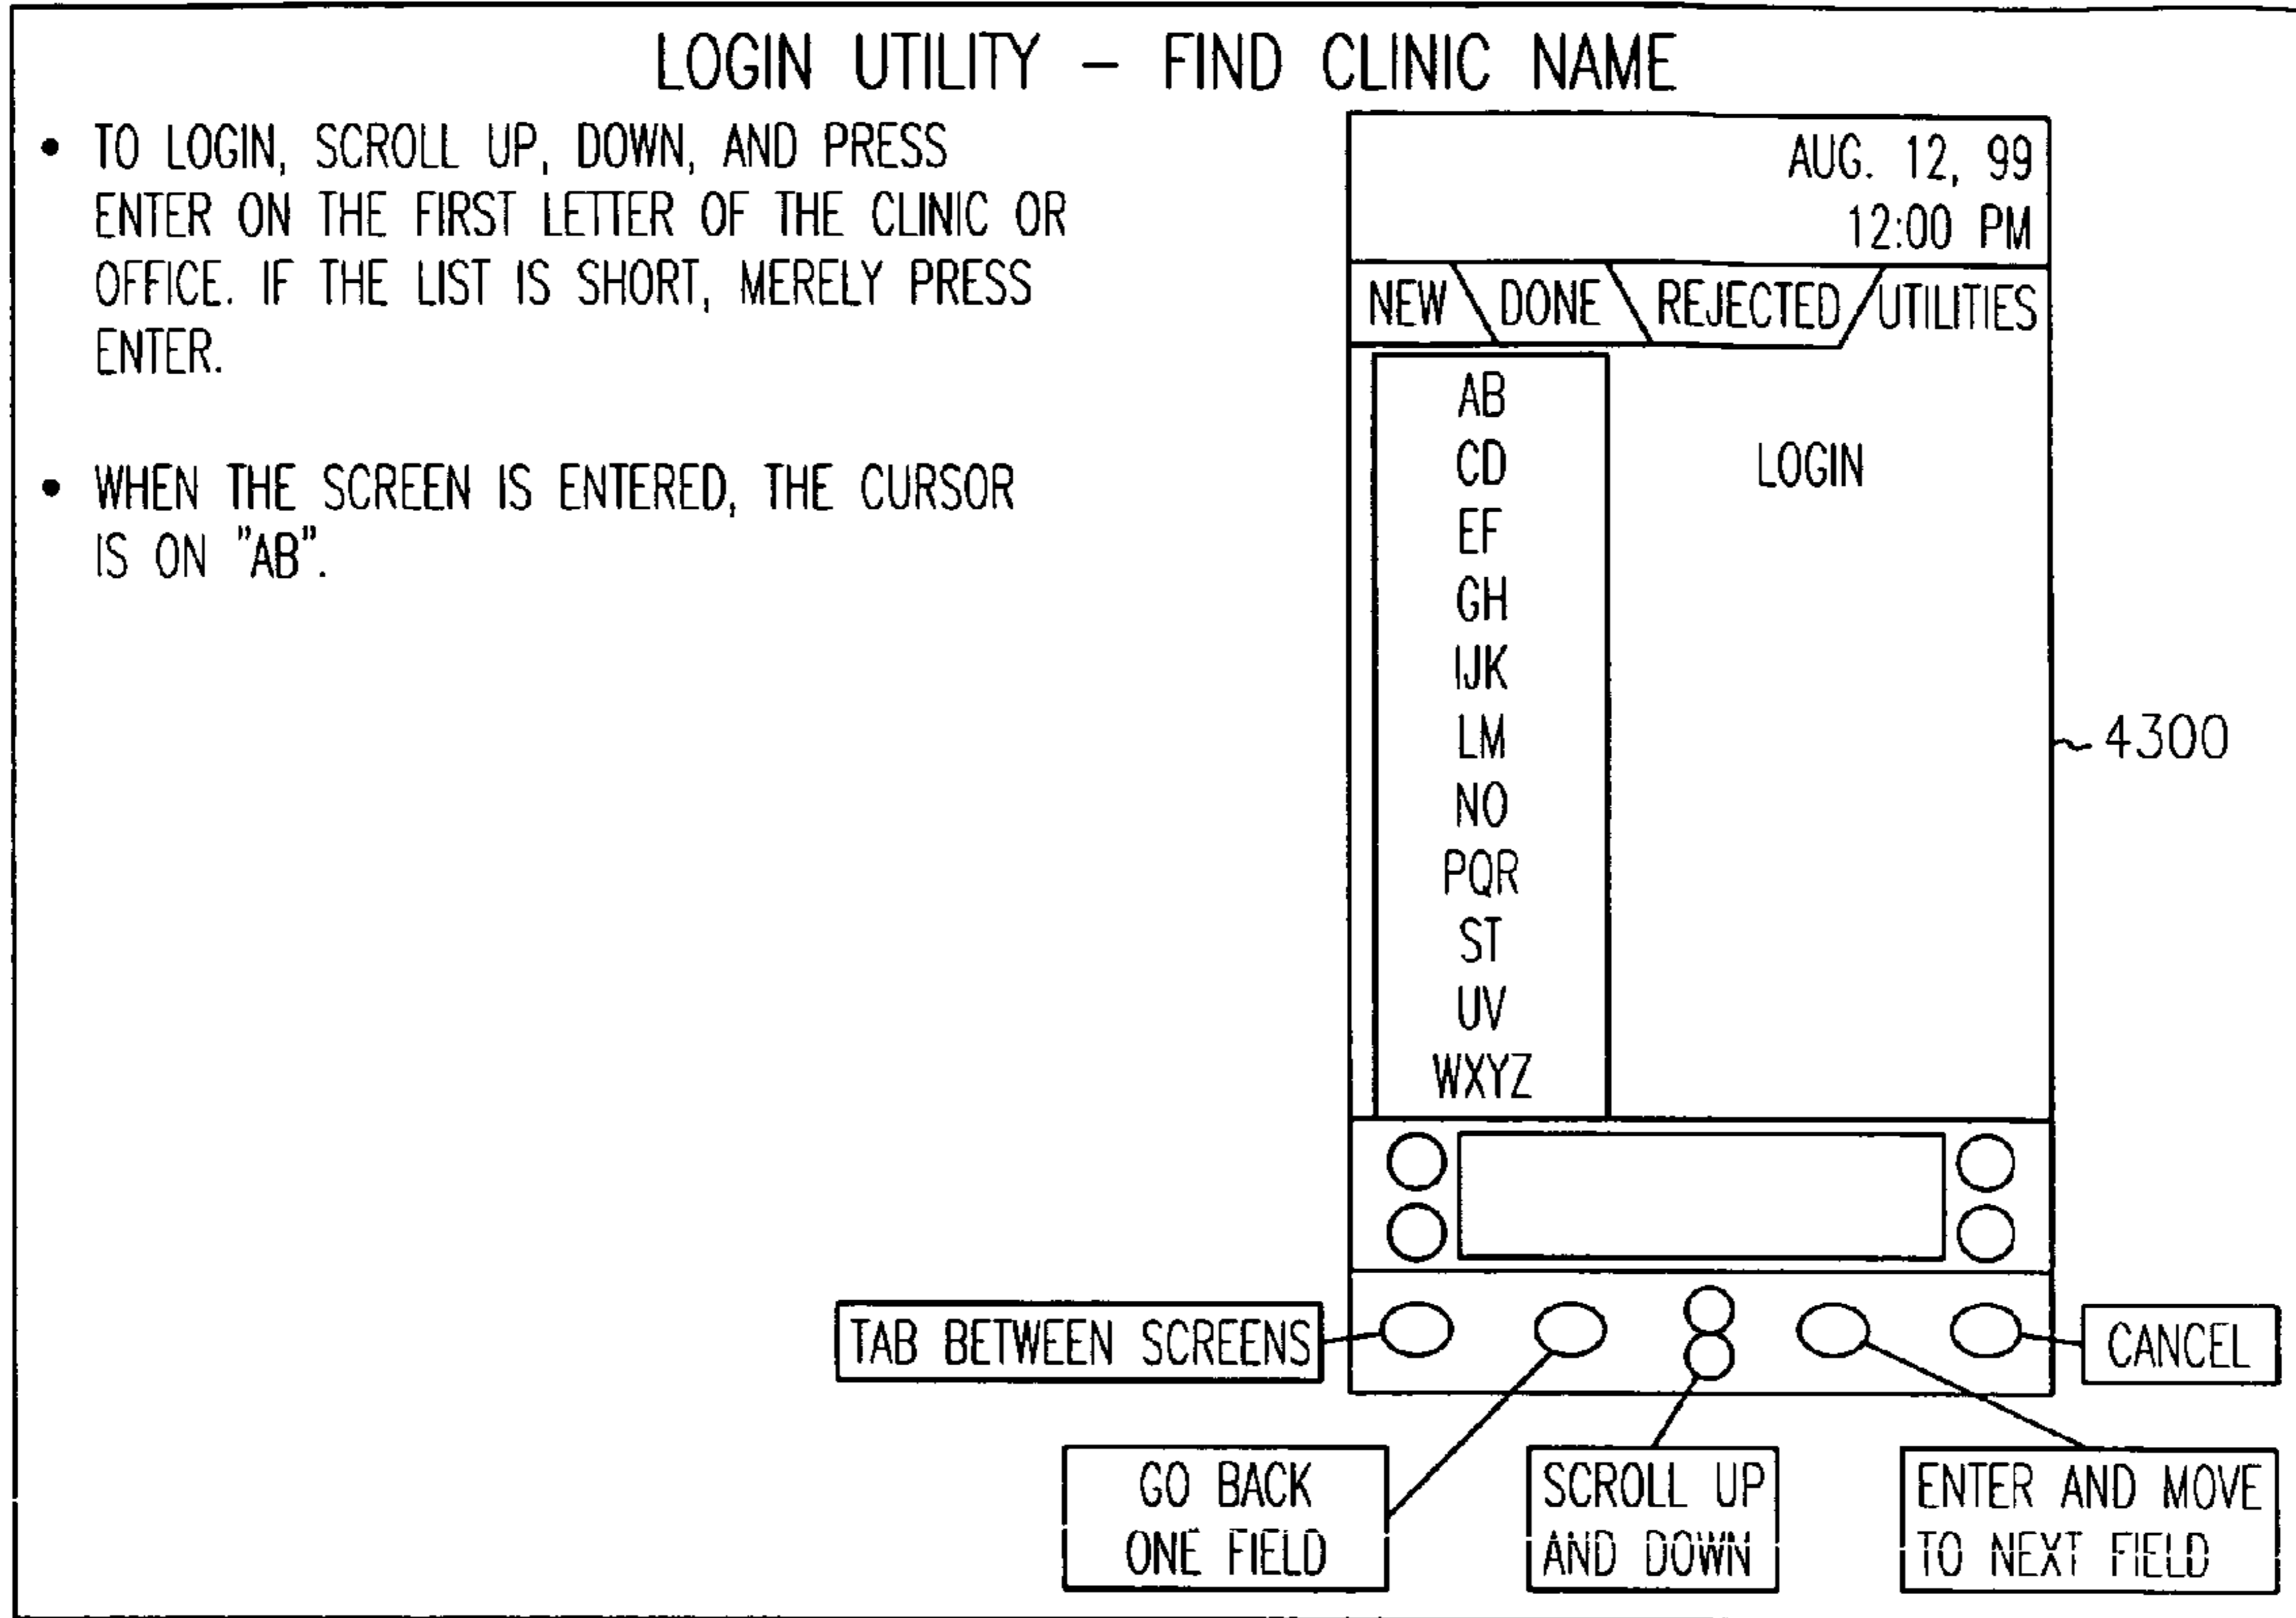 LOGIN UTILITY – FIND CLINIC NAME
• TO LOGIN, SCROLL UP, DOWN, AND PRESS
ENTER ON THE FIRST LETTER OF THE CLINIC OR
OFFICE. IF THE LIST IS SHORT, MERELY PRESS
ENTER.
• WHEN THE SCREEN IS ENTERED, THE CURSOR
IS ON "AB".
AUG. 12, 99
12:00 PM
NEW DONE REJECTED UTILITIES
AB
CD
EF
GH
IJK
LM
NO
PQR
ST
UV
WXYZ
LOGIN
4300
TAB BETWEEN SCREENS
CANCEL
GO BACK
ONE FIELD
SCROLL UP
AND DOWN
ENTER AND MOVE
TO NEXT FIELD